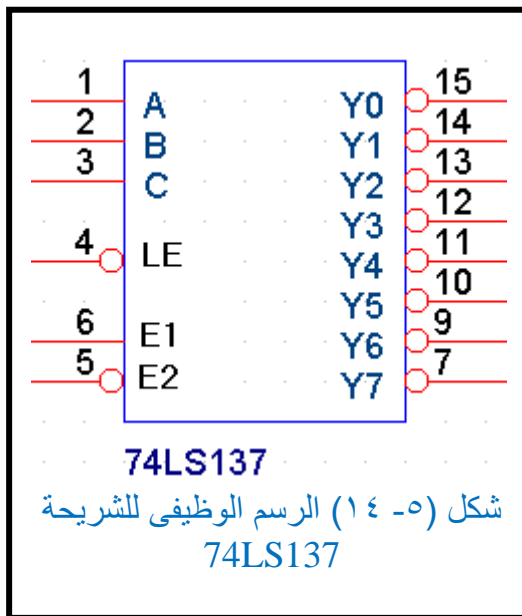 1 A Y0 15
2 B Y1 14
3 C Y2 13
Y3 12
4 LE Y4 11
Y5 10
6 E1 Y6 9
5 E2 Y7 7
74LS137
شكل (٥- ١٤) الرسم الوظيفى للشريحة
74LS137